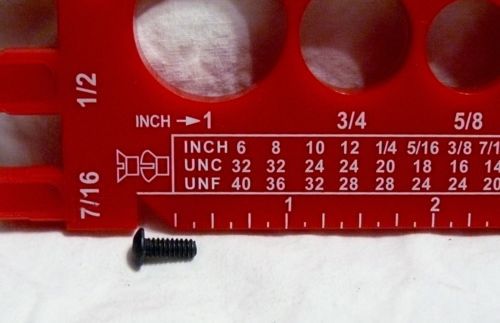 1/2
INCH 1 3/4 5/8
INCH 6 8 10 12 1/4 5/16 3/8
UNC 32 32 24 24 20 18 16 14
UNF 40 36 32 28 28 24 24 20
7/16
1 2